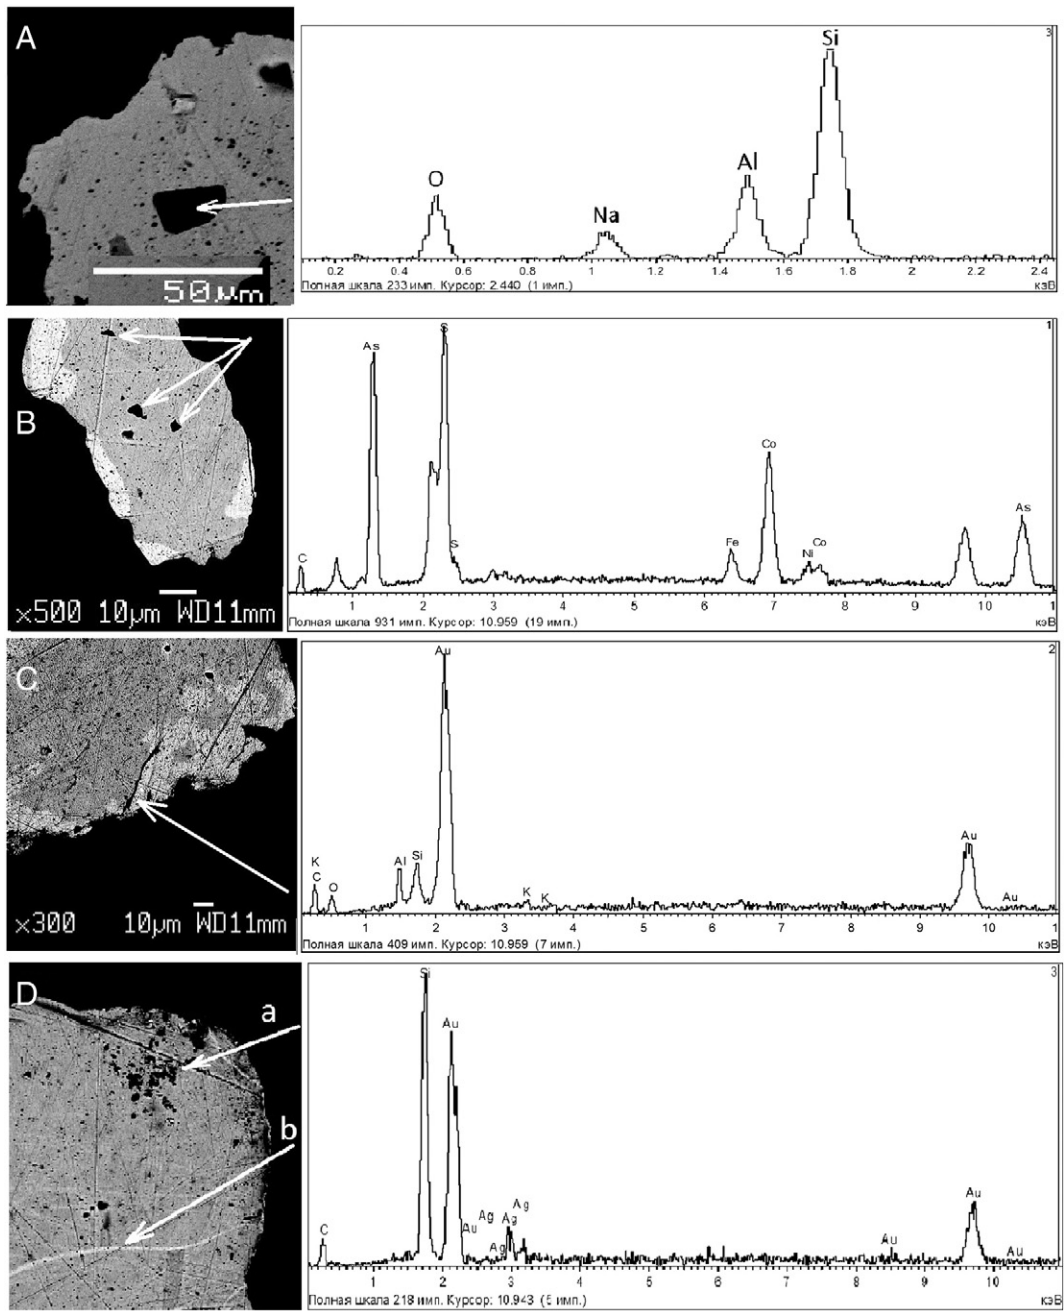 A
50µm
3
O
Na
Al
Si
0.2 0.4 0.6 0.8 1 1.2 1.4 1.6 1.8 2 2.2 2.4
Полная шкала 233 имп. Курсор: 2.440 (1 имп.)
кэВ
B
×500 10µm WD11mm
1
C
As
S
S
Fe
Co
Ni
Co
As
1 2 3 4 5 6 7 8 9 10
Полная шкала 931 имп. Курсор: 10.959 (19 имп.)
кэВ
C
×300 10µm WD11mm
2
K
C
O
Al
Si
Au
K
K
Au
Au
1 2 3 4 5 6 7 8 9 10 1
Полная шкала 409 имп. Курсор: 10.959 (7 имп.)
кэВ
D
a
b
3
C
Si
Au
Au
Ag
Ag
Ag
Ag
Au
Au
Au
1 2 3 4 5 6 7 8 9 10
Полная шкала 218 имп. Курсор: 10.943 (5 имп.)
кэВ